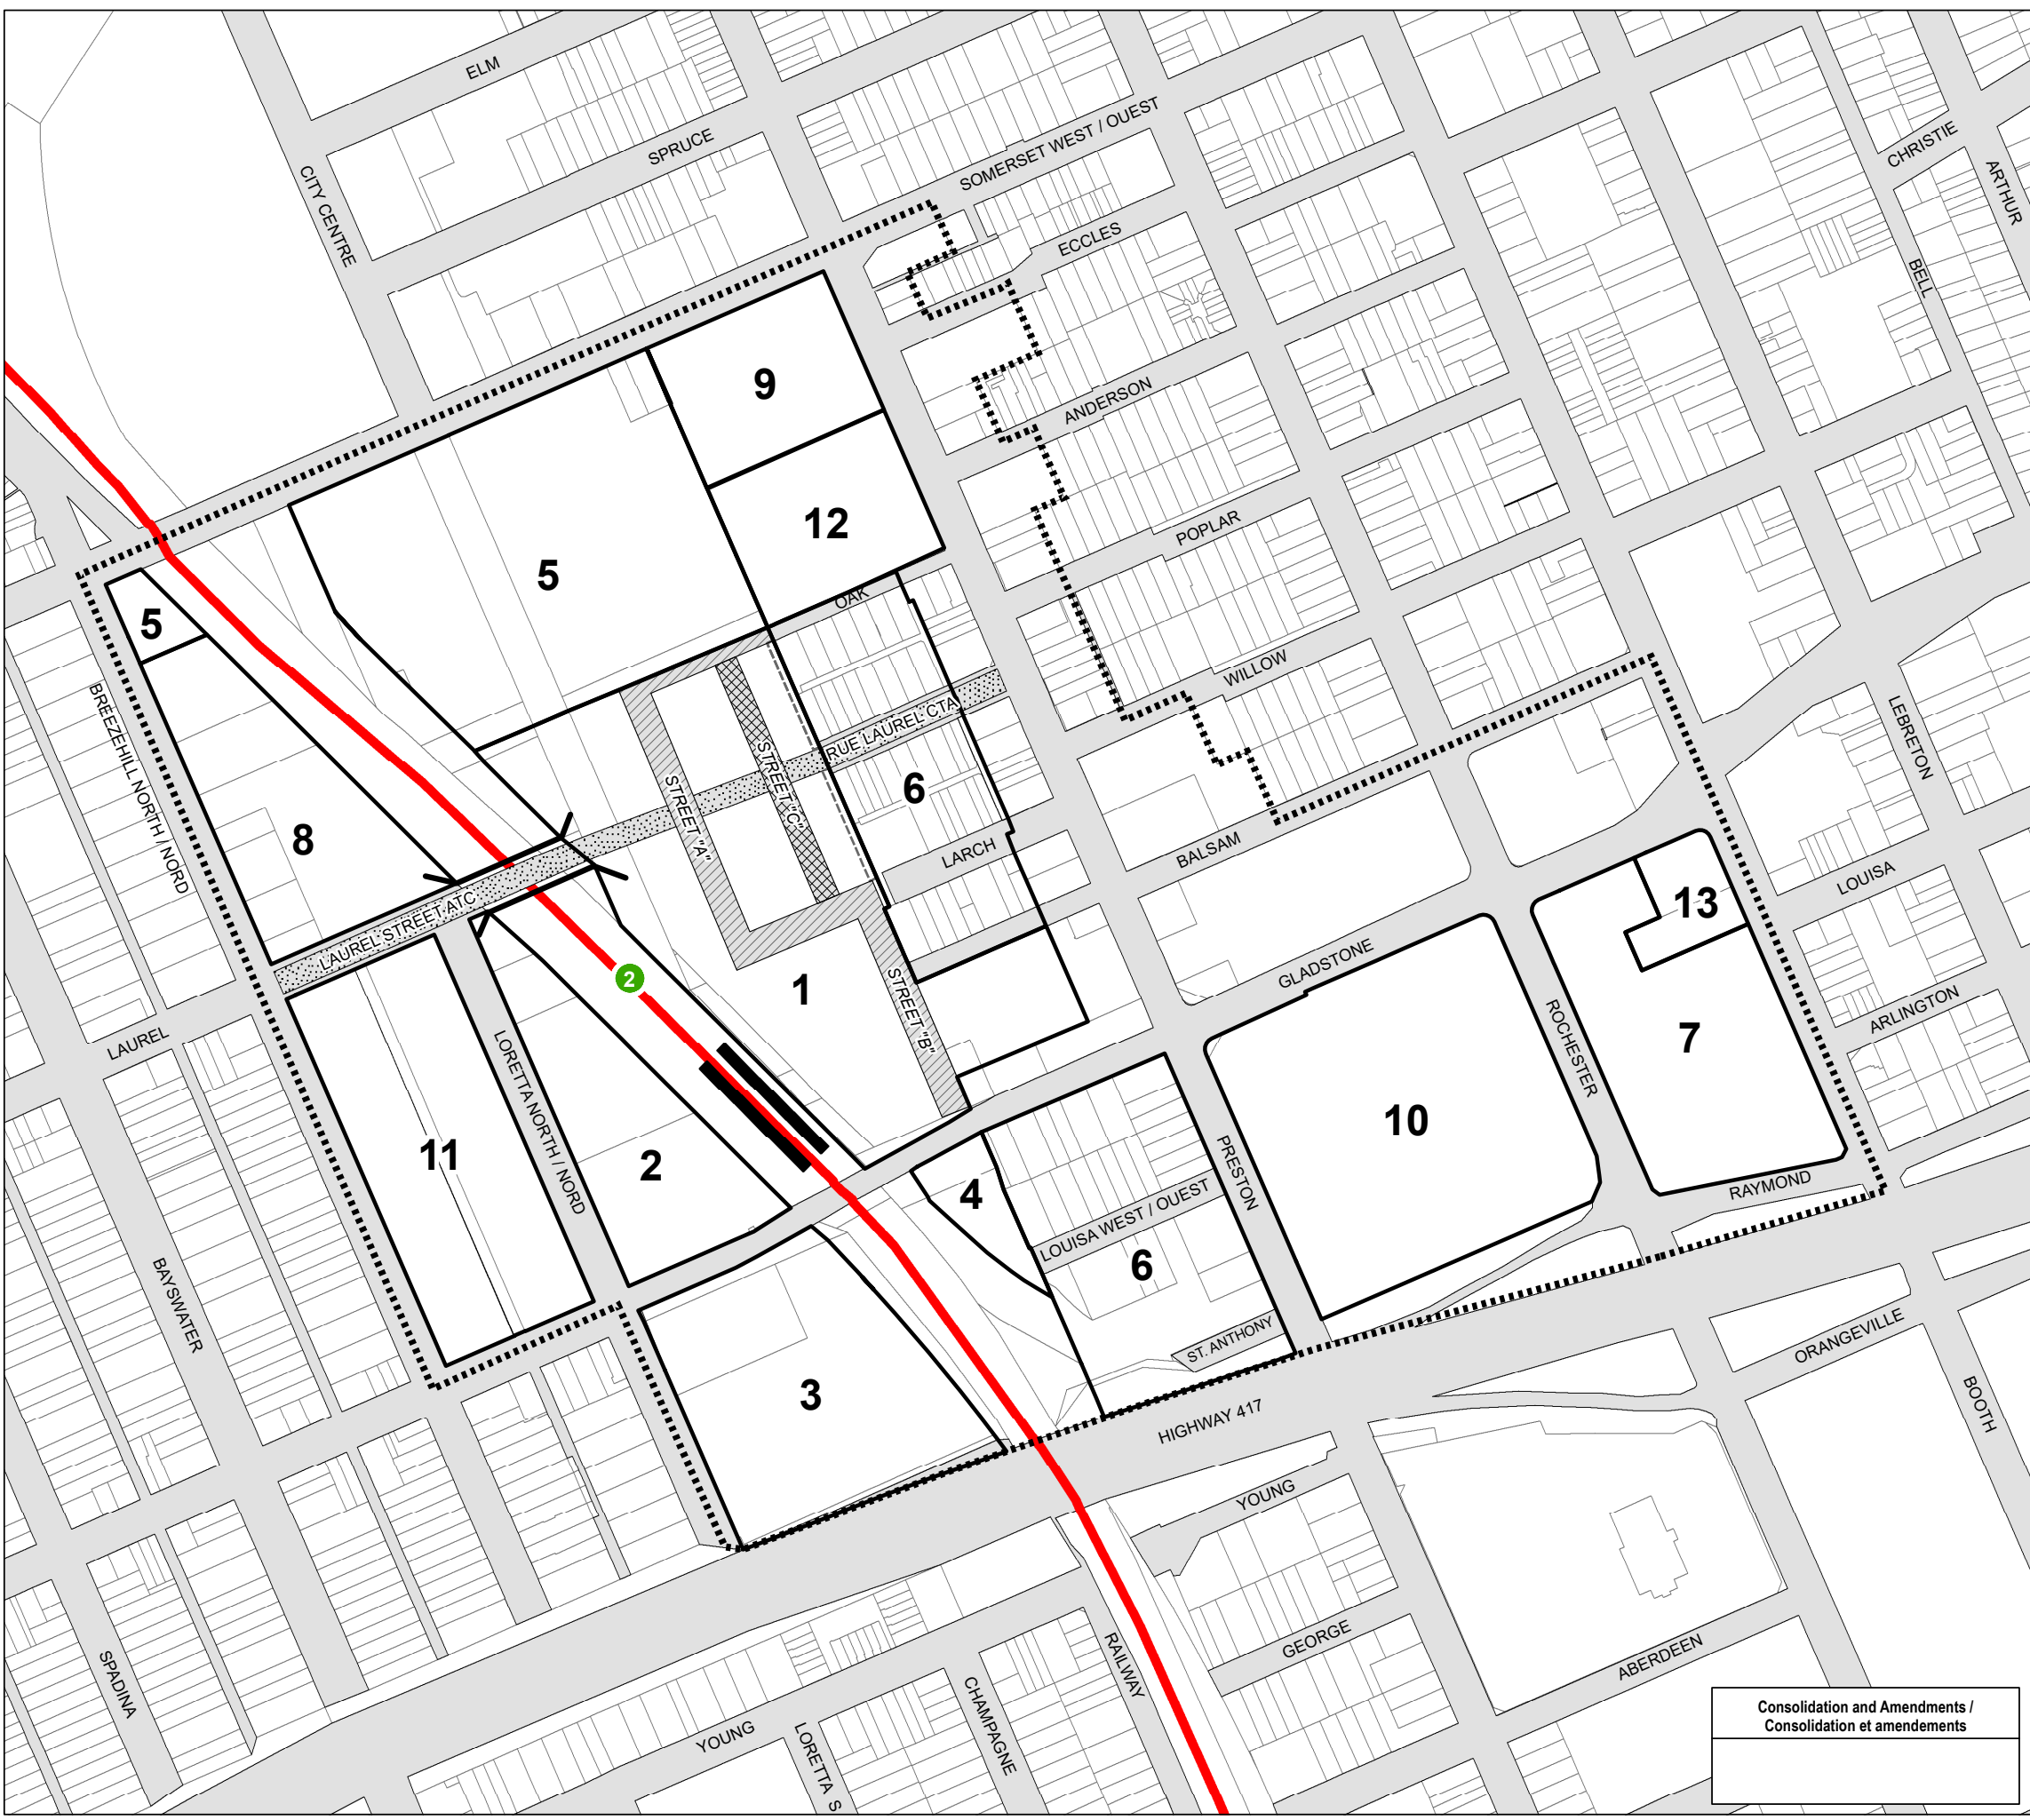 ELM
SPRUCE
SOMERSET WEST / OUEST
CHRISTIE
ARTHUR
CITY CENTRE
ECCLES
BELL
9
ANDERSON
12
POPLAR
5
OAK
5
WILLOW
BREEZEHILL NORTH / NORD
RUE LAUREL CTA
STREET "C"
STREET "A"
6
LEBRETON
8
LARCH
BALSAM
LOUISA
13
LAUREL STREET ATC
GLADSTONE
2
1
STREET "B"
ARLINGTON
LAUREL
ROCHESTER
7
LORETTA NORTH / NORD
10
11
2
4
PRESTON
RAYMOND
LOUISA WEST / OUEST
6
BAYSWATER
ST. ANTHONY
ORANGEVILLE
3
HIGHWAY 417
BOOTH
YOUNG
GEORGE
ABERDEEN
RAILWAY
SPADINA
CHAMPAGNE
YOUNG
LORETTA S
Consolidation and Amendments /
Consolidation et amendements